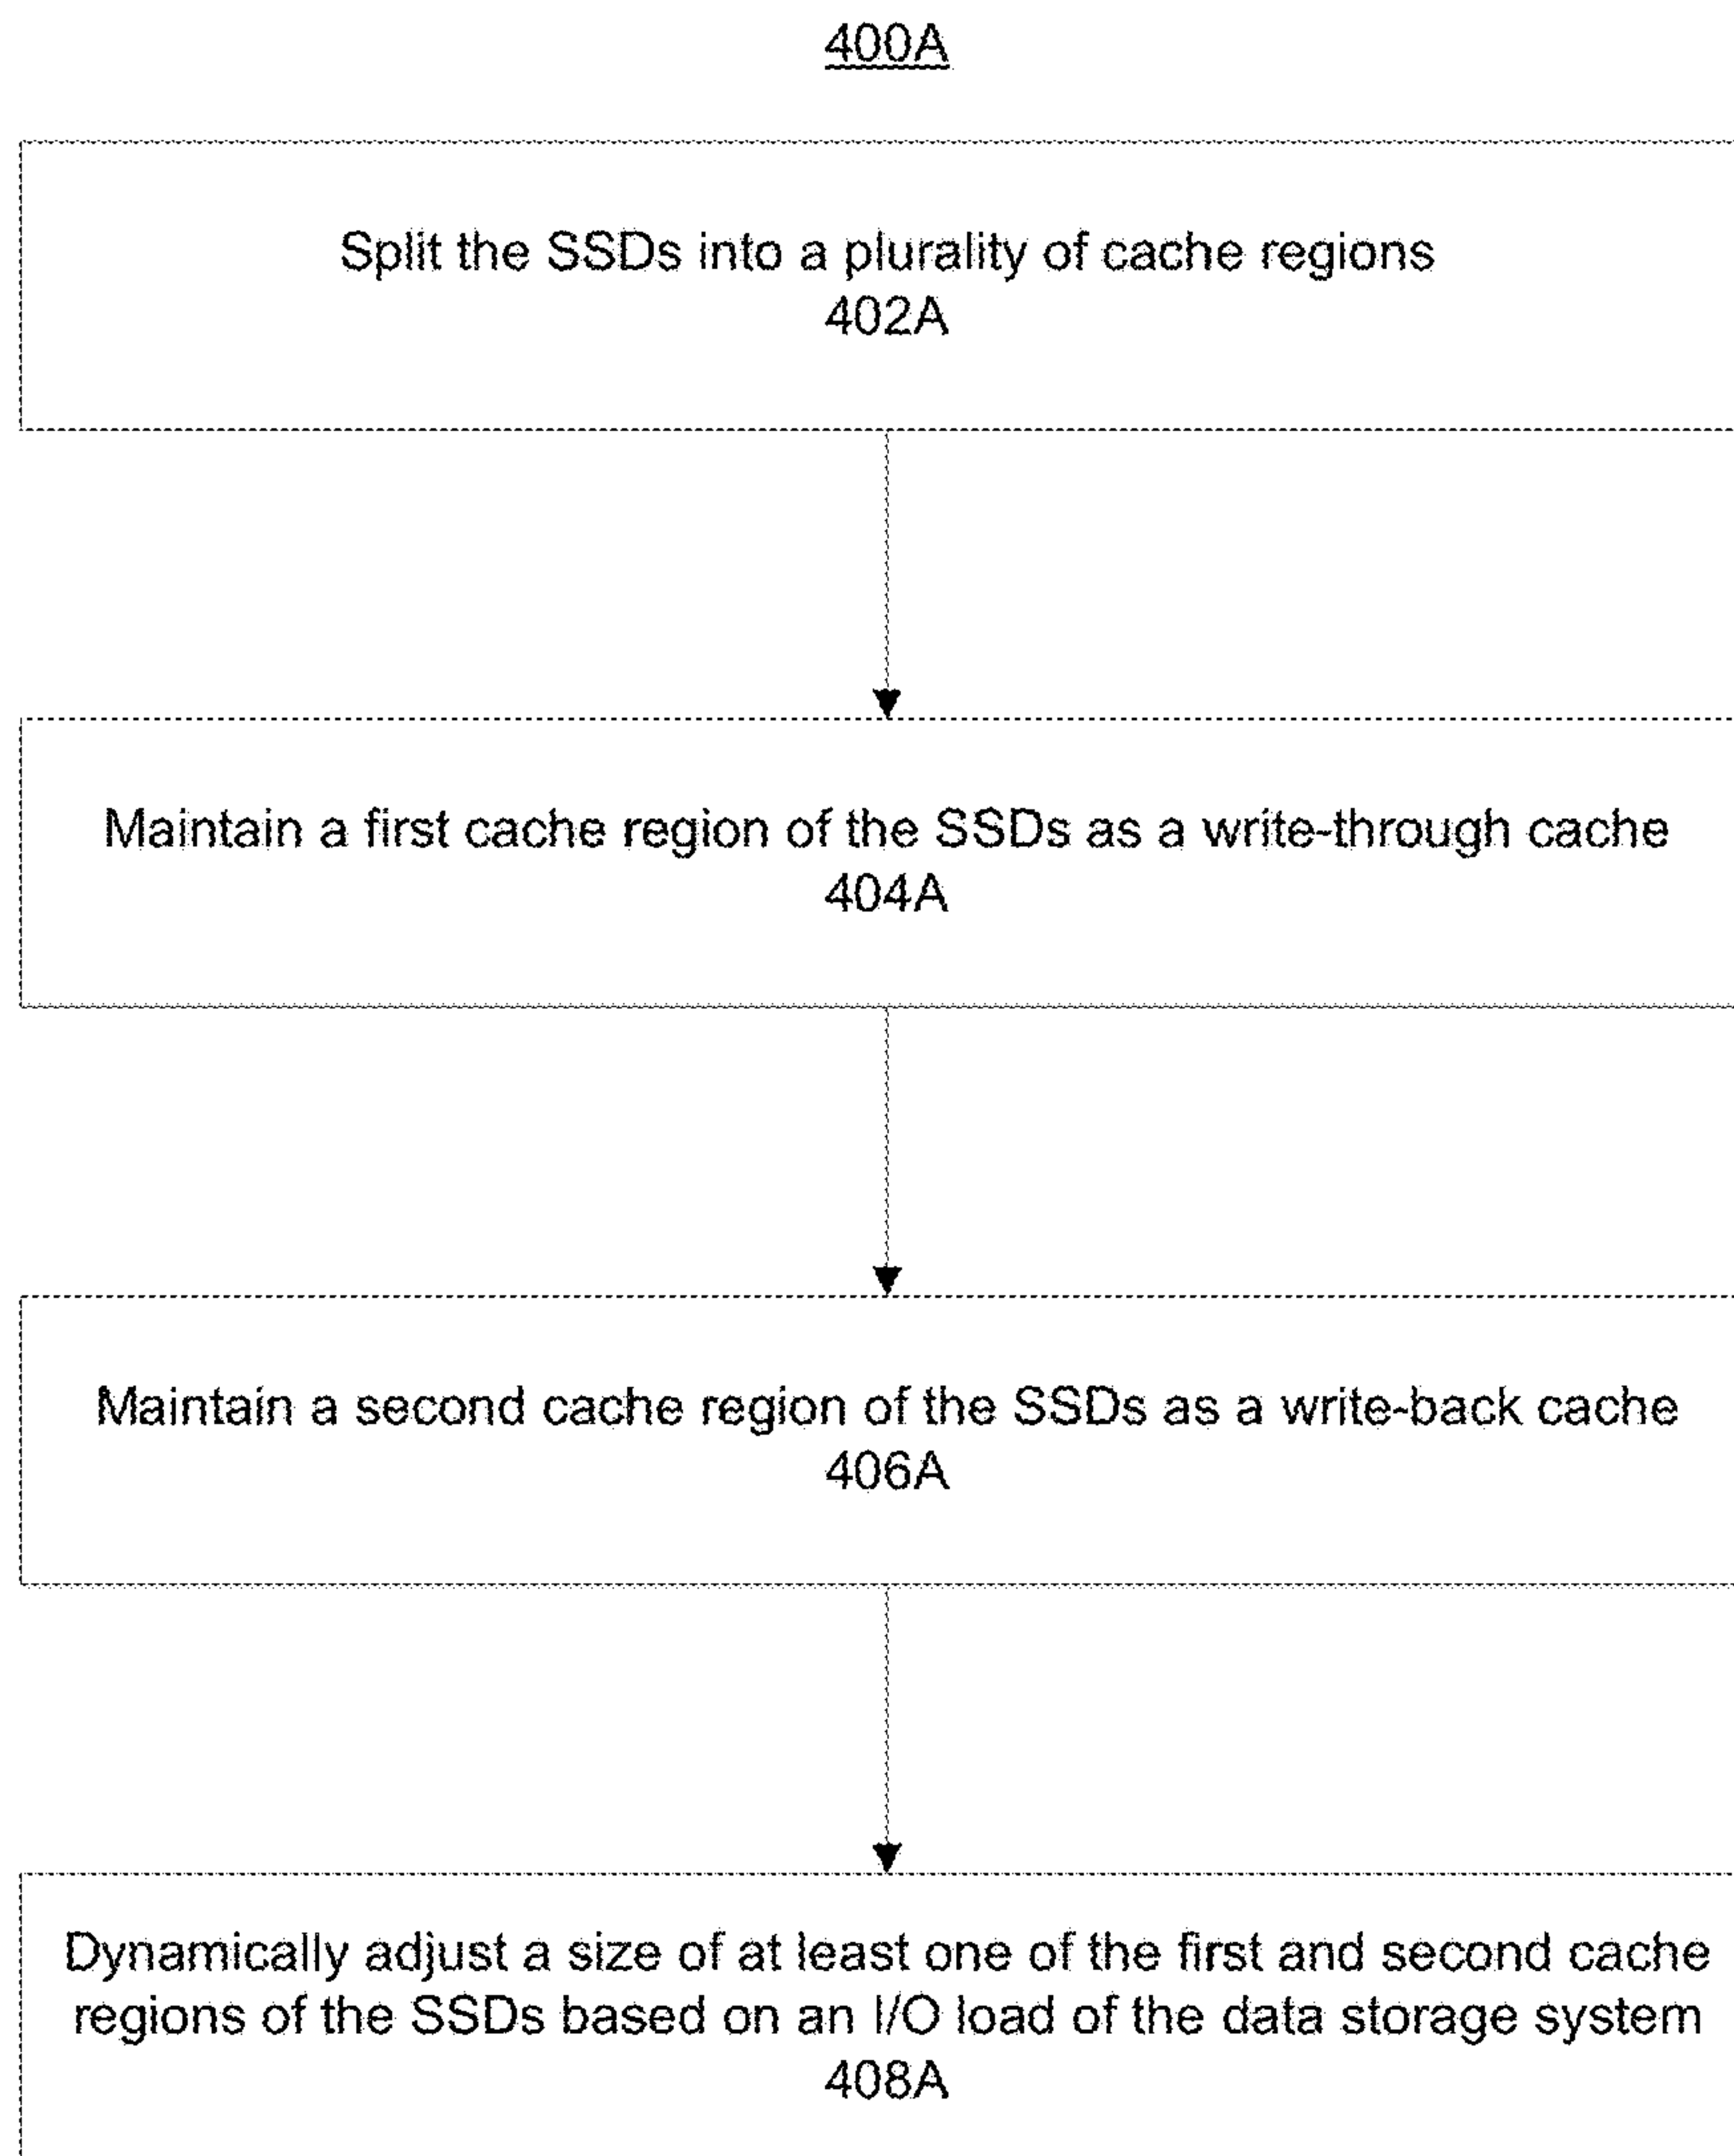 400A
Split the SSDs into a plurality of cache regions
402A
Maintain a first cache region of the SSDs as a write-through cache
404A
Maintain a second cache region of the SSDs as a write-back cache
406A
Dynamically adjust a size of at least one of the first and second cache
regions of the SSDs based on an I/O load of the data storage system
408A